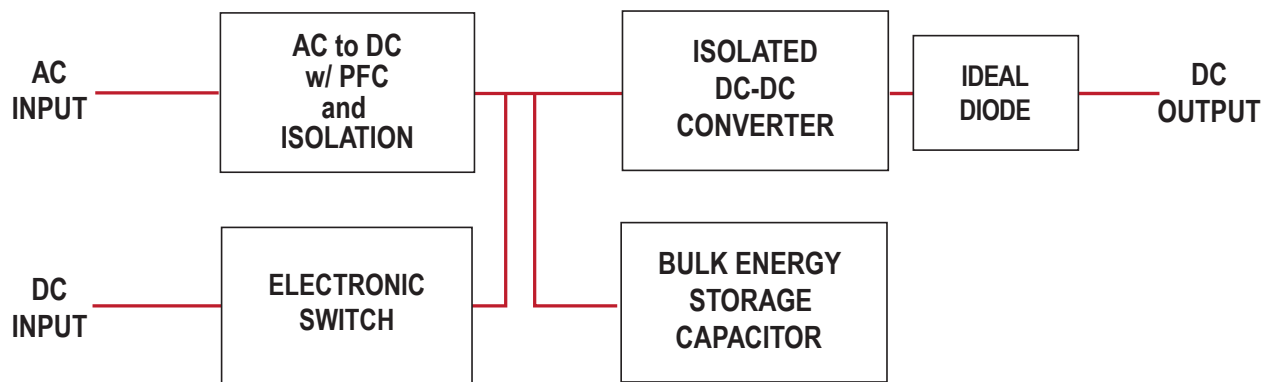 AC
INPUT
AC to DC
w/ PFC
and
ISOLATION
ISOLATED
DC-DC
CONVERTER
IDEAL
DIODE
DC
OUTPUT
DC
INPUT
ELECTRONIC
SWITCH
BULK ENERGY
STORAGE
CAPACITOR